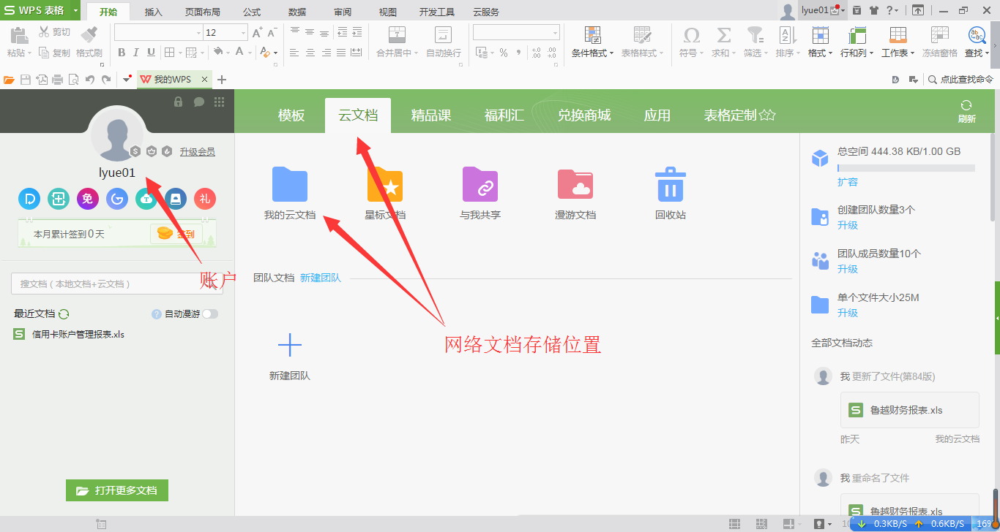 WPS 表格 开始 插入 页面布局 公式 数据 审阅 视图 开发工具 云服务 lyue01
粘贴 剪切 复制 格式刷 12 合并居中 自动换行 条件格式 表格样式 符号 求和 筛选 排序 格式 行和列 工作表 冻结窗格 查找
我的WPS 点此查找命令
模板 云文档 精品课 福利汇 兑换商城 应用 表格定制 刷新
升级会员
lyue01
免 礼
本月累计签到0天 签到
搜文档（本地文档+云文档）
账户
最近文档 自动漫游
信用卡账户管理报表.xls
打开更多文档
我的云文档 星标文档 与我共享 漫游文档 回收站
团队文档 新建团队
网络文档存储位置
新建团队
总空间 444.38 KB/1.00 GB
扩容
创建团队数量3个
升级
团队成员数量10个
升级
单个文件大小25M
升级
全部文档动态
我 更新了文件(第84版)
鲁越财务报表.xls
昨天 我的云文档
我 重命名了文件
鲁越财务报表.xls
0.3KB/S 0.6KB/S